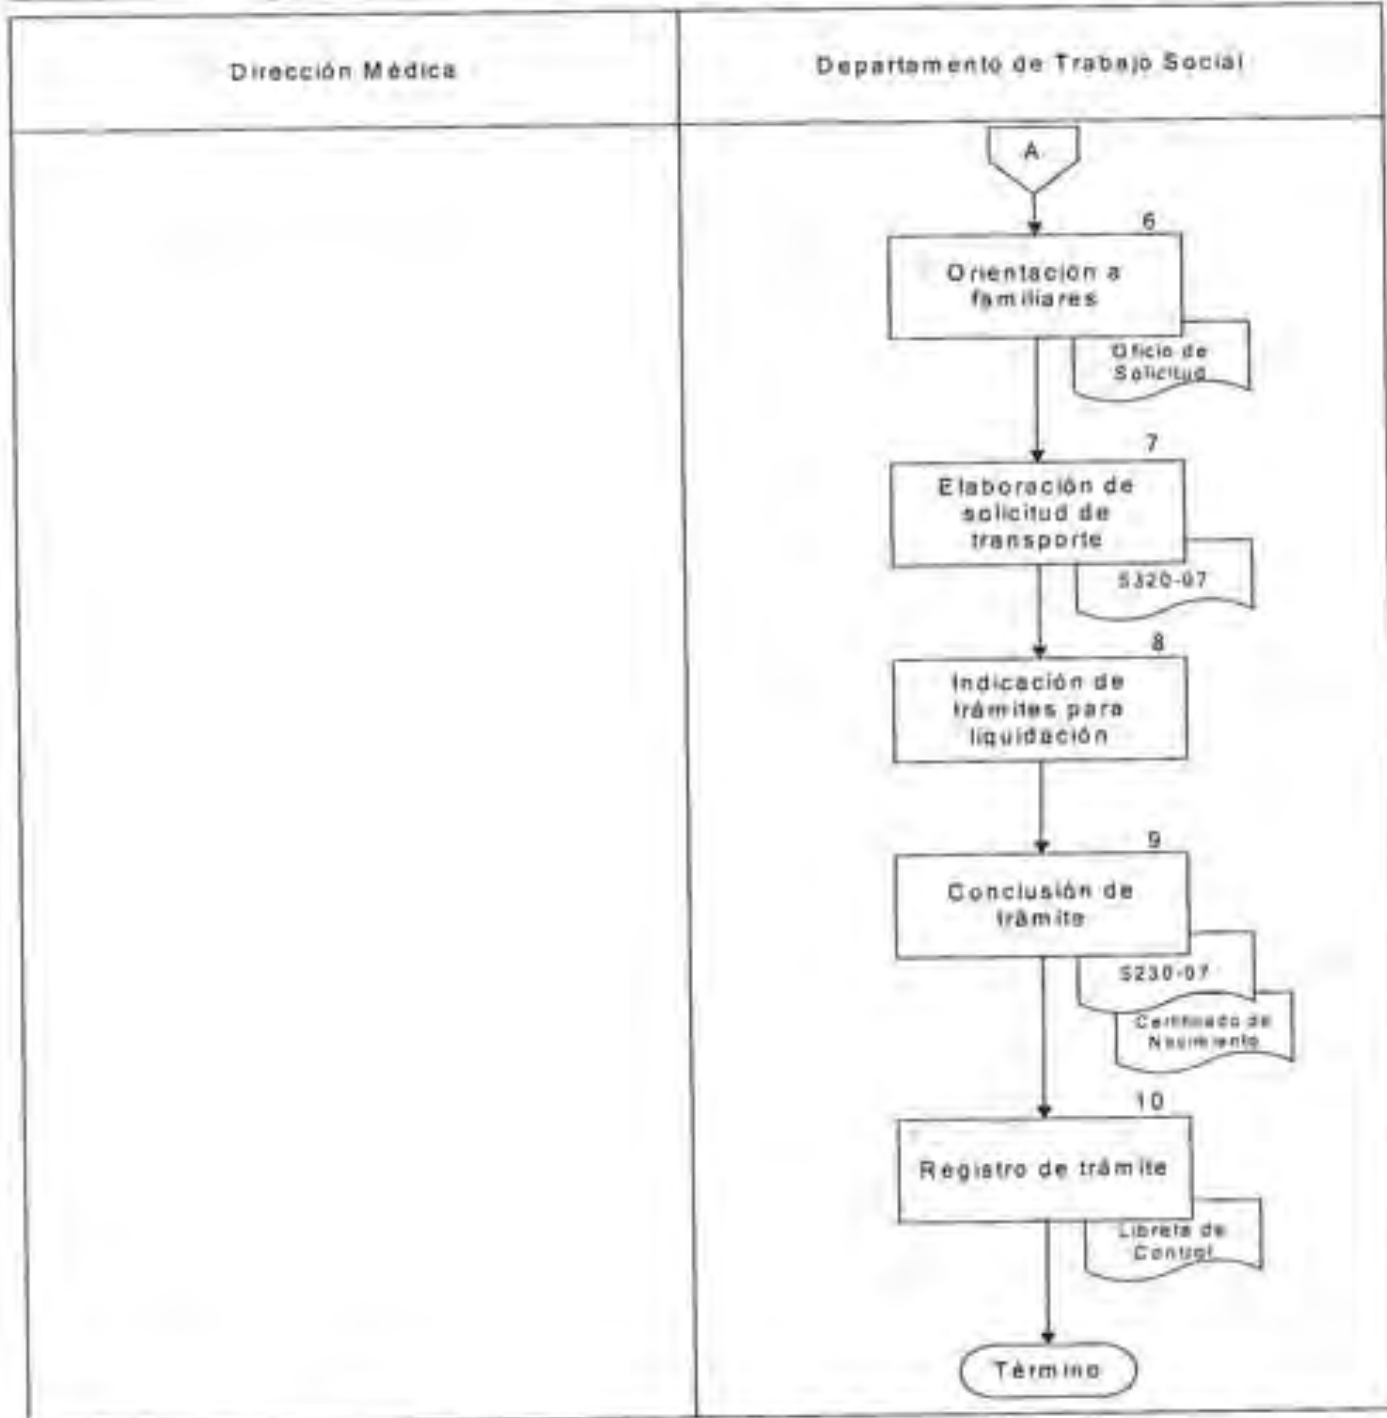 Dirección Médica
Departamento de Trabajo Social
A
6
Orientación a
familiares
Oficio de
Solicitud
7
Elaboración de
solicitud de
transporte
S320-07
8
Indicación de
trámites para
liquidación
9
Conclusión de
trámite
S230-07
Certificado de
Nacimiento
10
Registro de trámite
Libreta de
Control
Término